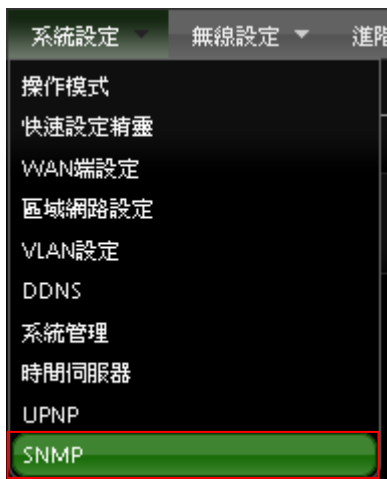 系統設定 無線設定 進階
操作模式
快速設定精靈
WAN端設定
區域網路設定
VLAN設定
DDNS
系統管理
時間伺服器
UPNP
SNMP